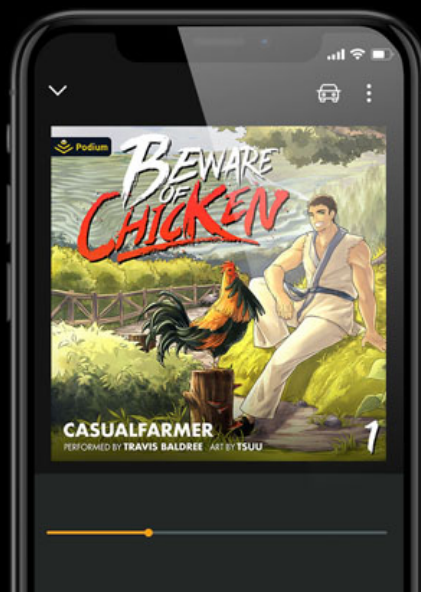 Podium
BEWARE
OF
CHICKEN
CASUALFARMER
PERFORMED BY TRAVIS BALDREE ART BY TSUU
1